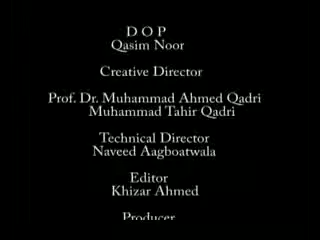 D O P
Qasim Noor
Creative Director
Prof. Dr. Muhammad Ahmed Qadri
Muhammad Tahir Qadri
Technical Director
Naveed Aagboatwala
Editor
Khizar Ahmed
Producer